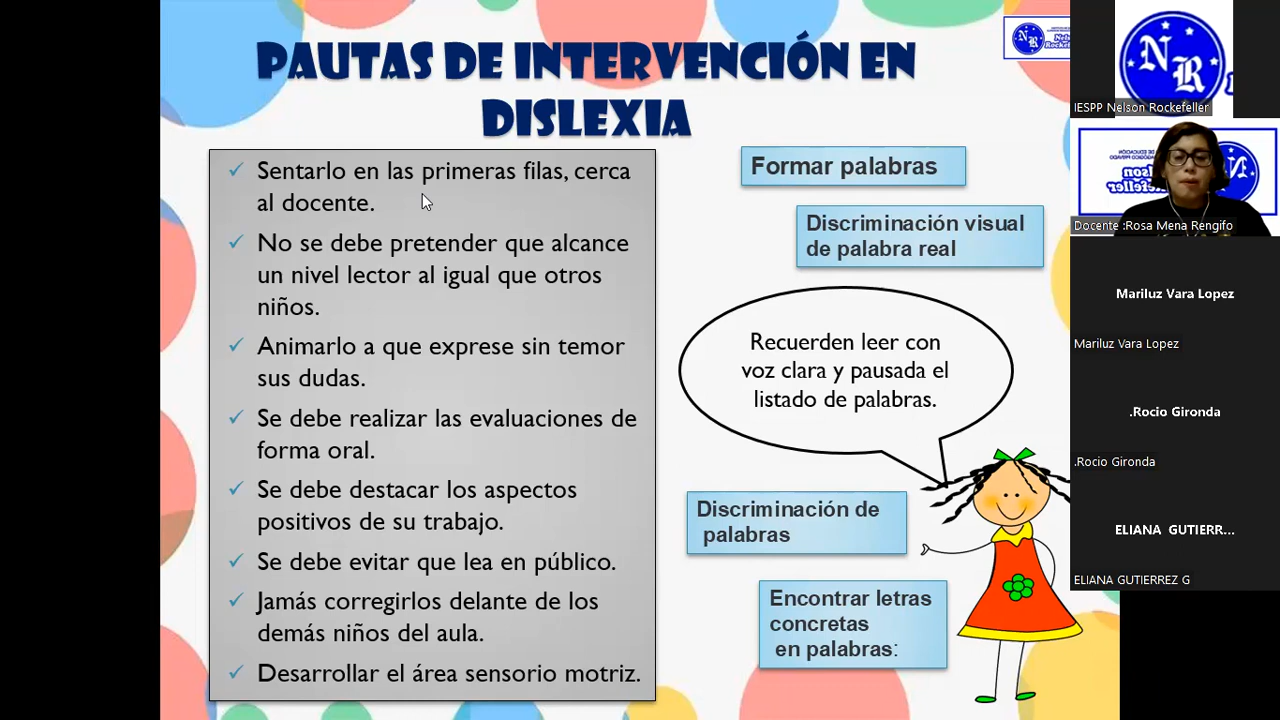 PAUTAS DE INTERVENCIÓN EN
DISLEXIA
✓ Sentarlo en las primeras filas, cerca
al docente.
✓ No se debe pretender que alcance
un nivel lector al igual que otros
niños.
✓ Animarlo a que exprese sin temor
sus dudas.
✓ Se debe realizar las evaluaciones de
forma oral.
✓ Se debe destacar los aspectos
positivos de su trabajo.
✓ Se debe evitar que lea en público.
✓ Jamás corregirlos delante de los
demás niños del aula.
✓ Desarrollar el área sensorio motriz.
Formar palabras
Discriminación visual
de palabra real
Recuerden leer con
voz clara y pausada el
listado de palabras.
Discriminación de
palabras
Encontrar letras
concretas
en palabras:
NR
Nelson
Rockefeller
NR
IESPP Nelson Rockefeller
Nelson
Rockefeller
Docente :Rosa Mena Rengifo
Mariluz Vara Lopez
Mariluz Vara Lopez
.Rocio Gironda
.Rocio Gironda
ELIANA GUTIERR...
ELIANA GUTIERREZ G